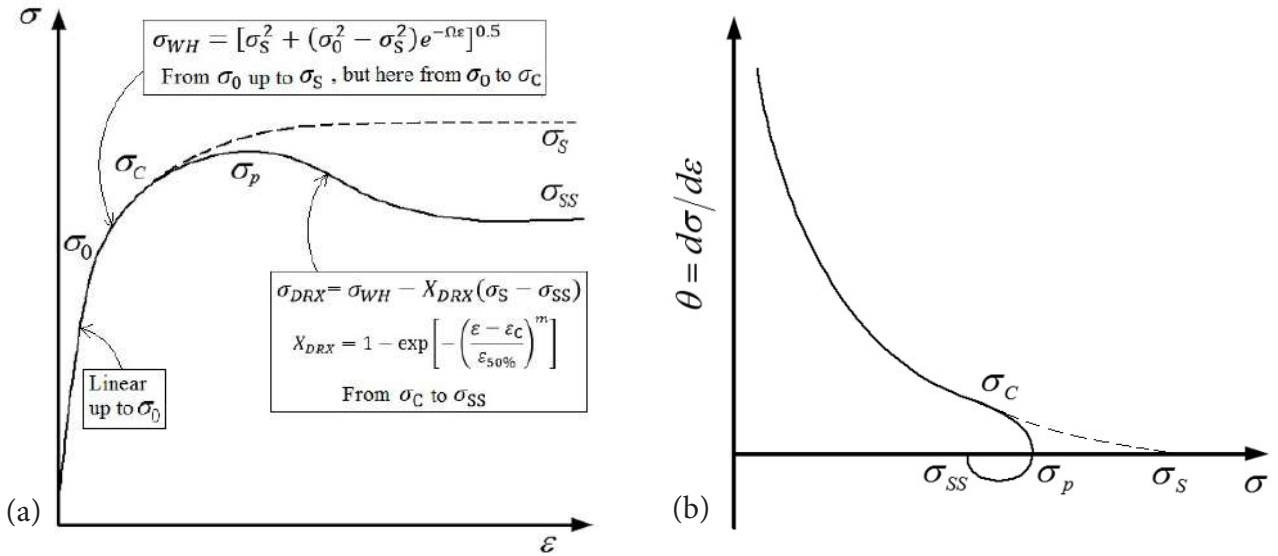 σ
σ_WH = [σ_S^2 + (σ_0^2 − σ_S^2)e^{-Ωε}]^{0.5}
From σ_0 up to σ_S , but here from σ_0 to σ_C
σ_S
σ_C
σ_p
σ_SS
σ_0
σ_DRX= σ_WH − X_DRX(σ_S − σ_SS)
X_DRX = 1 − exp[−((ε − ε_C)/ε_50%)^m]
From σ_C to σ_SS
Linear
up to σ_0
(a)
ε
θ = dσ/dε
σ_C
σ_SS
σ_p
σ_S
σ
(b)